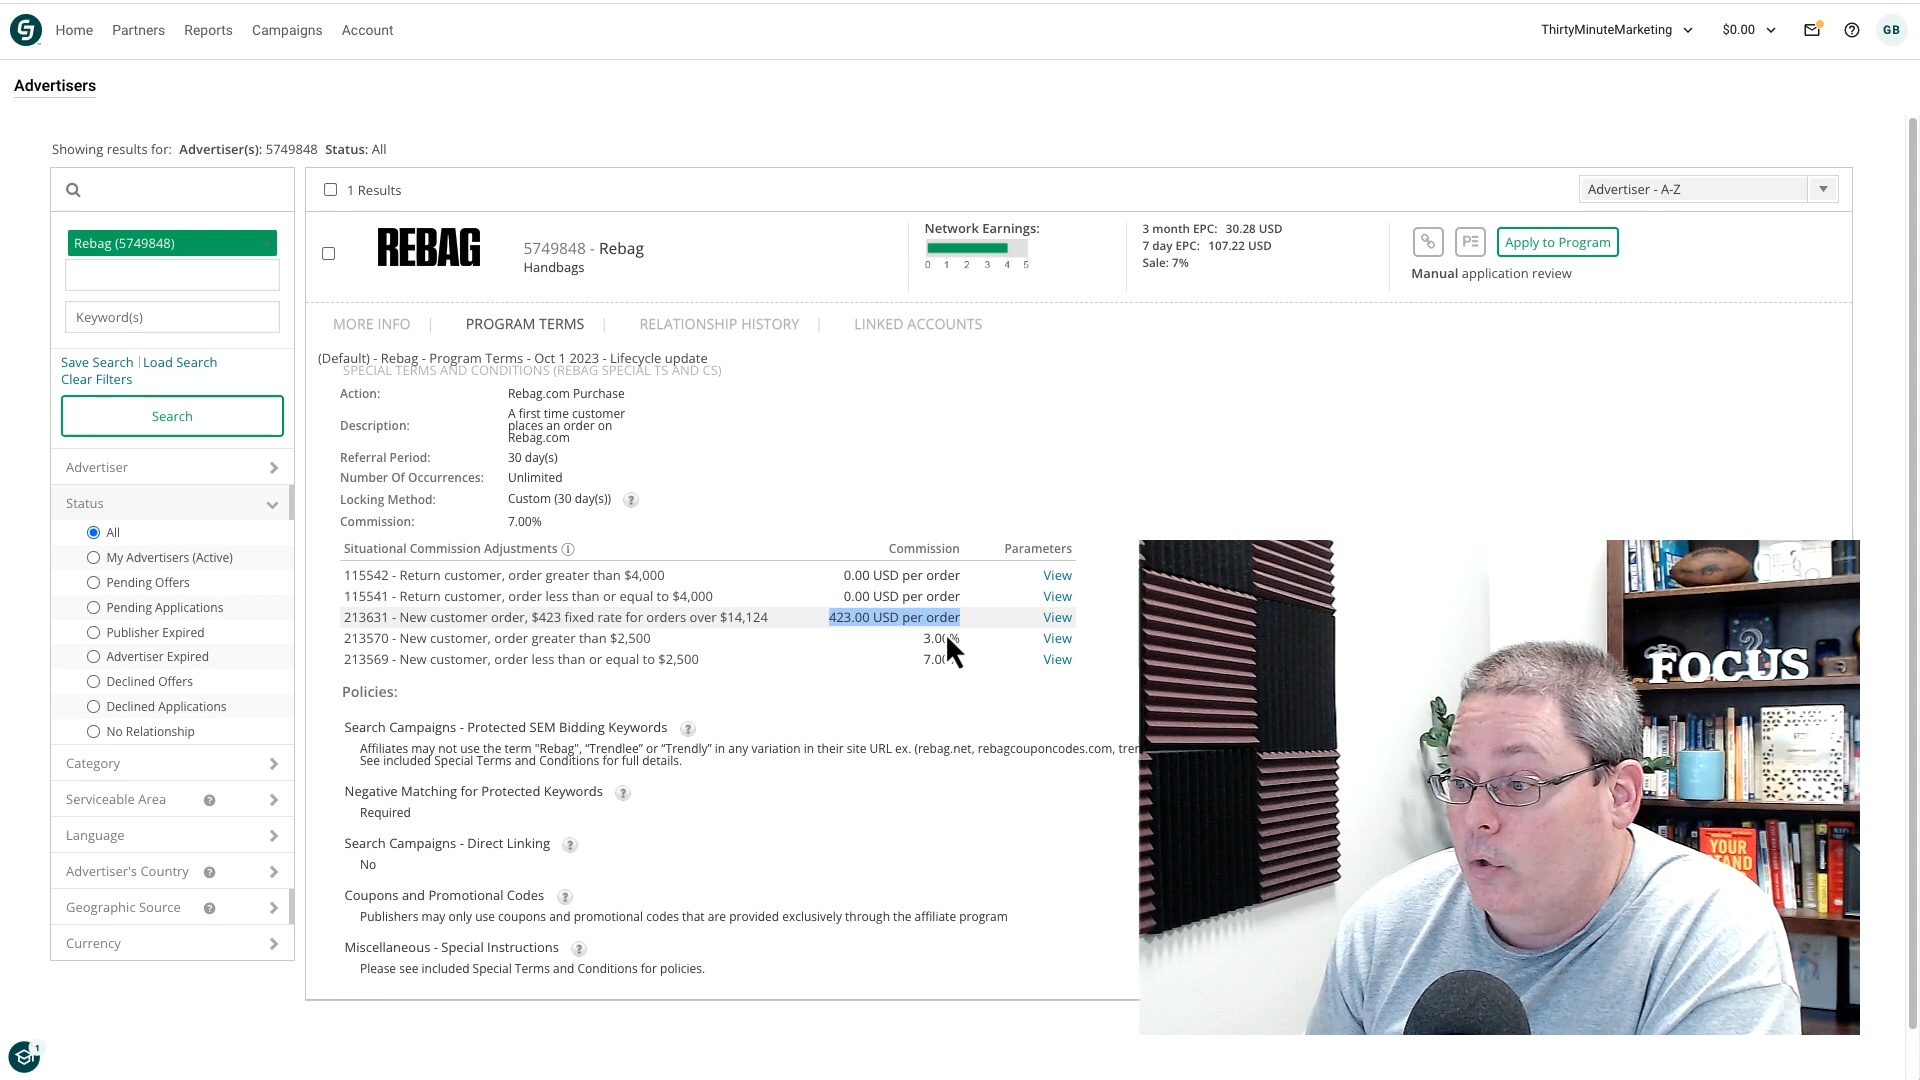 Home Partners Reports Campaigns Account
ThirtyMinuteMarketing $0.00 GB
Advertisers
Showing results for: Advertiser(s): 5749848 Status: All
1 Results
Advertiser - A-Z
Rebag (5749848)
Keyword(s)
Save Search | Load Search
Clear Filters
Search
Advertiser
Status
All
My Advertisers (Active)
Pending Offers
Pending Applications
Publisher Expired
Advertiser Expired
Declined Offers
Declined Applications
No Relationship
Category
Serviceable Area ?
Language
Advertiser's Country ?
Geographic Source ?
Currency
1
REBAG
5749848 - Rebag
Handbags
Network Earnings:
0 1 2 3 4 5
3 month EPC: 30.28 USD
7 day EPC: 107.22 USD
Sale: 7%
PE
Apply to Program
Manual application review
MORE INFO | PROGRAM TERMS | RELATIONSHIP HISTORY | LINKED ACCOUNTS
(Default) - Rebag - Program Terms - Oct 1 2023 - Lifecycle update
SPECIAL TERMS AND CONDITIONS (REBAG SPECIAL TS AND CS)
Action: Rebag.com Purchase
Description: A first time customer
places an order on
Rebag.com
Referral Period: 30 day(s)
Number Of Occurrences: Unlimited
Locking Method: Custom (30 day(s)) ?
Commission: 7.00%
Situational Commission Adjustments Commission Parameters
115542 - Return customer, order greater than $4,000 0.00 USD per order View
115541 - Return customer, order less than or equal to $4,000 0.00 USD per order View
213631 - New customer order, $423 fixed rate for orders over $14,124 423.00 USD per order View
213570 - New customer, order greater than $2,500 3.00% View
213569 - New customer, order less than or equal to $2,500 7.00 View
Policies:
Search Campaigns - Protected SEM Bidding Keywords ?
Affiliates may not use the term "Rebag", “Trendlee” or “Trendly” in any variation in their site URL ex. (rebag.net, rebagcouponcodes.com,
See included Special Terms and Conditions for full details.
Negative Matching for Protected Keywords ?
Required
Search Campaigns - Direct Linking ?
No
Coupons and Promotional Codes ?
Publishers may only use coupons and promotional codes that are provided exclusively through the affiliate program
Miscellaneous - Special Instructions ?
Please see included Special Terms and Conditions for policies.
FOCUS
YOUR
STAND